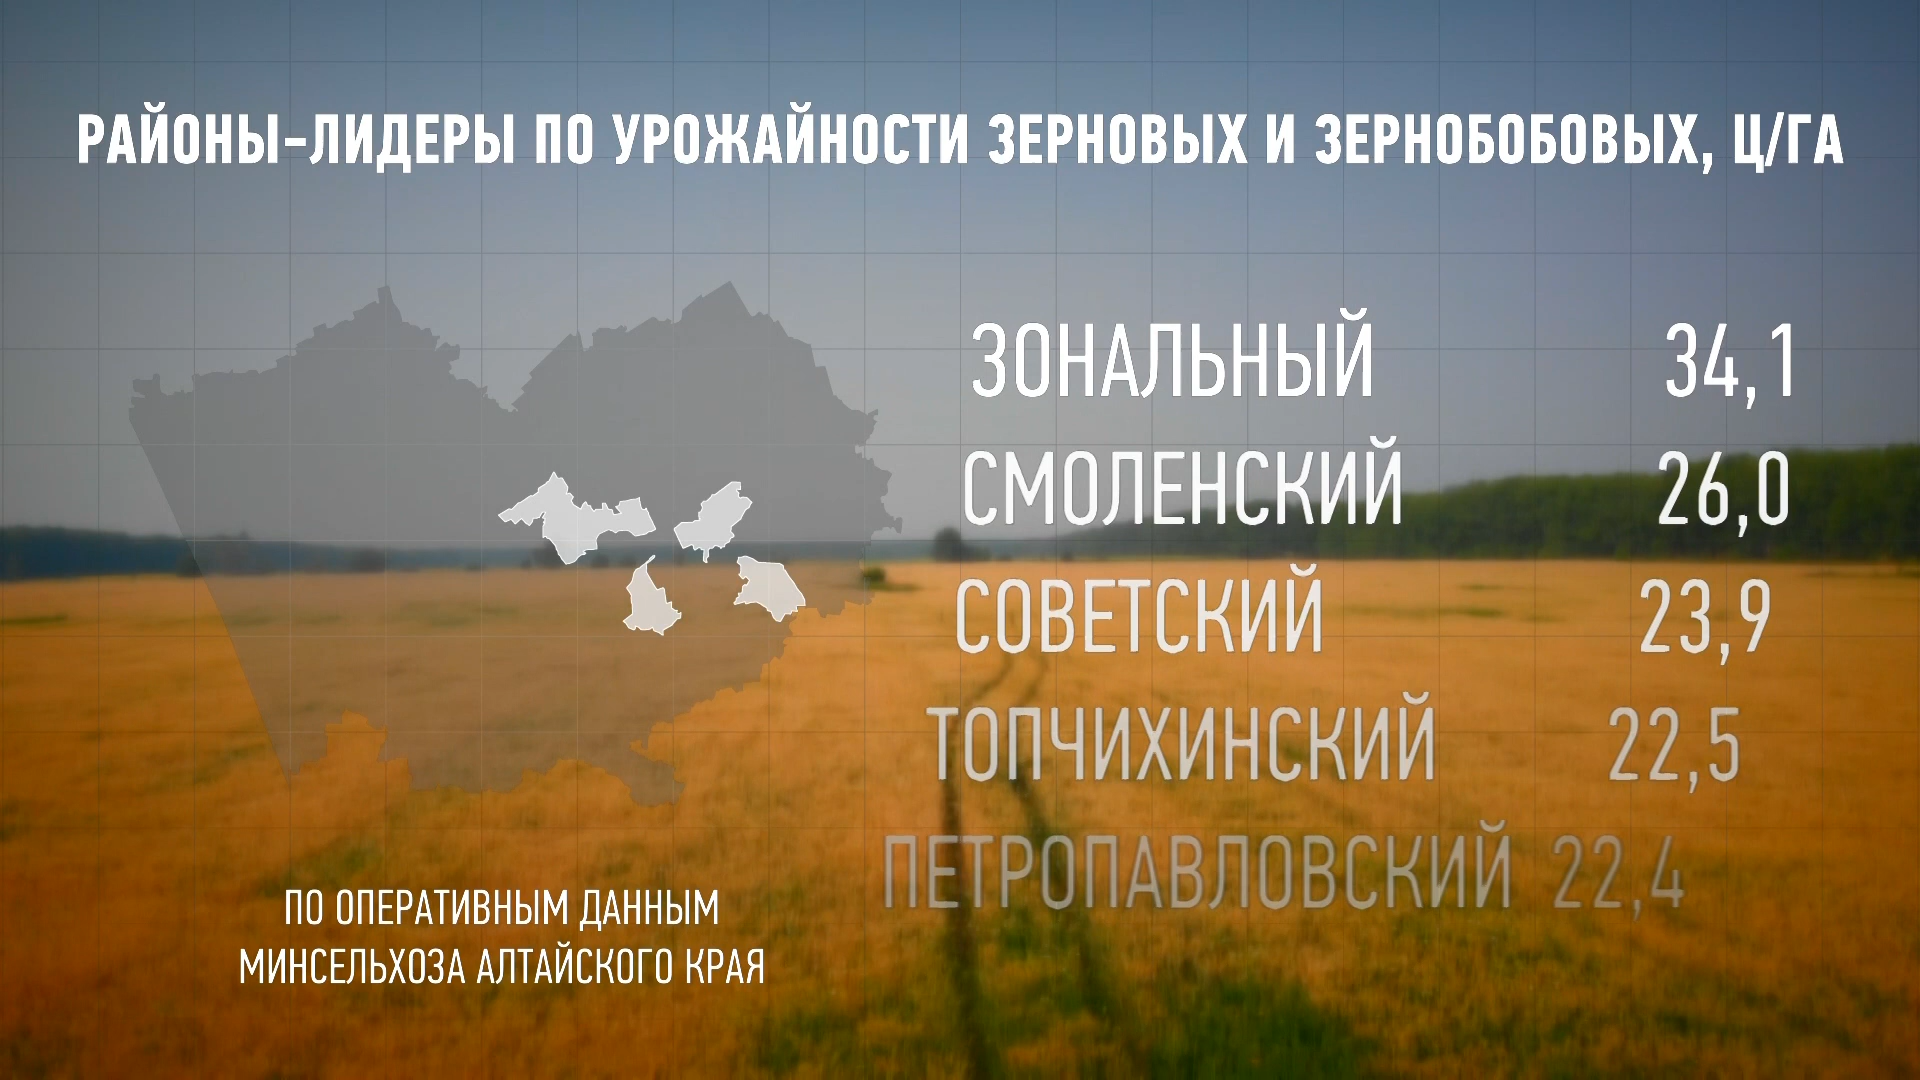 РАЙОНЫ-ЛИДЕРЫ ПО УРОЖАЙНОСТИ ЗЕРНОВЫХ И ЗЕРНОБОБОВЫХ, Ц/ГА
ЗОНАЛЬНЫЙ 34,1
СМОЛЕНСКИЙ 26,0
СОВЕТСКИЙ 23,9
ТОПЧИХИНСКИЙ 22,5
ПЕТРОПАВЛОВСКИЙ 22,4
ПО ОПЕРАТИВНЫМ ДАННЫМ
МИНСЕЛЬХОЗА АЛТАЙСКОГО КРАЯ